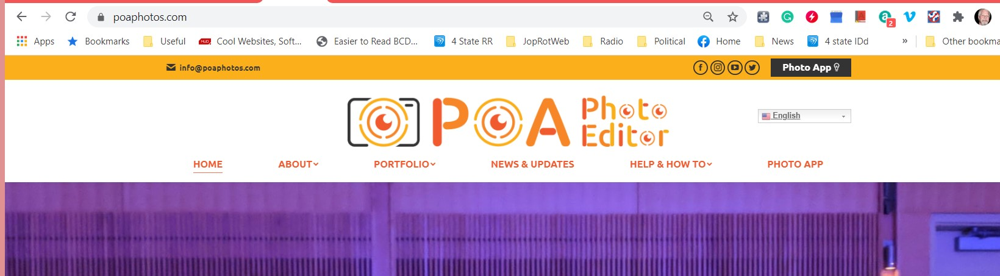 poaphotos.com
2
Apps Bookmarks Useful Cool Websites, Soft... Easier to Read BCD... 4 State RR JopRotWeb Radio Political Home News 4 state IDd » Other bookma
info@poaphotos.com Photo App
POA Photo Editor
English
HOME ABOUT PORTFOLIO NEWS & UPDATES HELP & HOW TO PHOTO APP